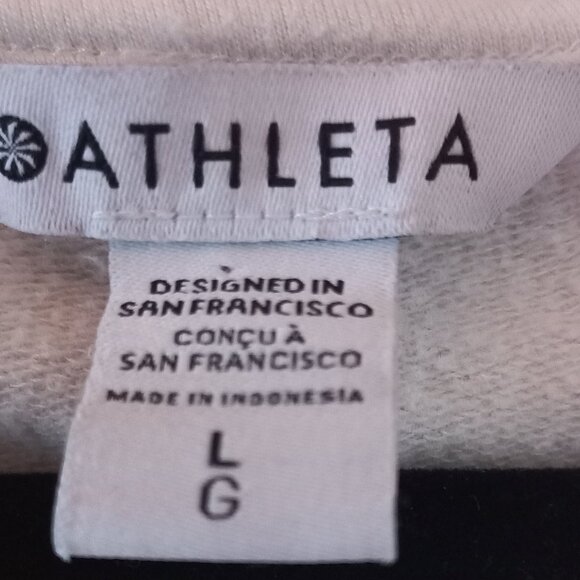 ATHLETA
DESIGNED IN
SAN FRANCISCO
CONÇU À
SAN FRANCISCO
MADE IN INDONESIA
L
G